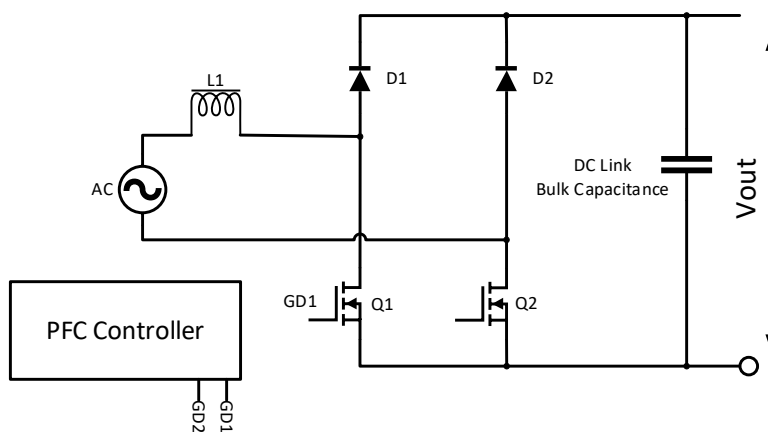 L1
D1
D2
AC
DC Link
Bulk Capacitance
Vout
GD1
Q1
Q2
PFC Controller
GD2
GD1